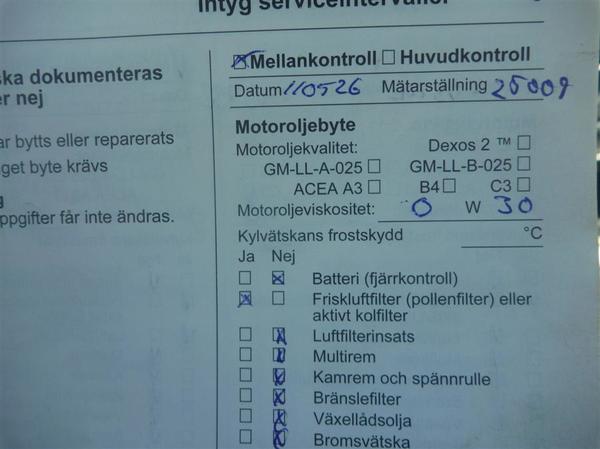 Intyg serviceintervaller
ska dokumenteras
er nej
ar bytts eller reparerats
get byte krävs
g
ppgifter får inte ändras.
☒ Mellankontroll ☐ Huvudkontroll
Datum 110526 Mätarställning 25009
Motoroljebyte
Motoroljekvalitet: Dexos 2 ™ ☐
GM-LL-A-025 ☐ GM-LL-B-025 ☐
ACEA A3 ☐ B4 ☐ C3 ☐
Motoroljeviskositet: 0 W 30
Kylvätskans frostskydd °C
Ja Nej
☐ ☒ Batteri (fjärrkontroll)
☒ ☐ Friskluftfilter (pollenfilter) eller
aktivt kolfilter
☐ ☒ Luftfilterinsats
☐ ☒ Multirem
☐ ☒ Kamrem och spännrulle
☐ ☒ Bränslefilter
☐ ☒ Växellådsolja
☐ ☒ Bromsvätska